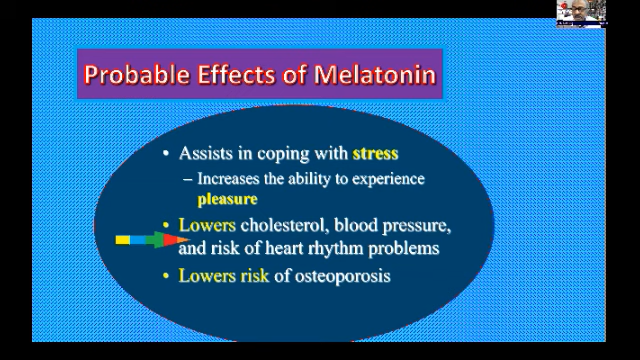 Probable Effects of Melatonin
• Assists in coping with stress
– Increases the ability to experience
pleasure
• Lowers cholesterol, blood pressure,
and risk of heart rhythm problems
• Lowers risk of osteoporosis